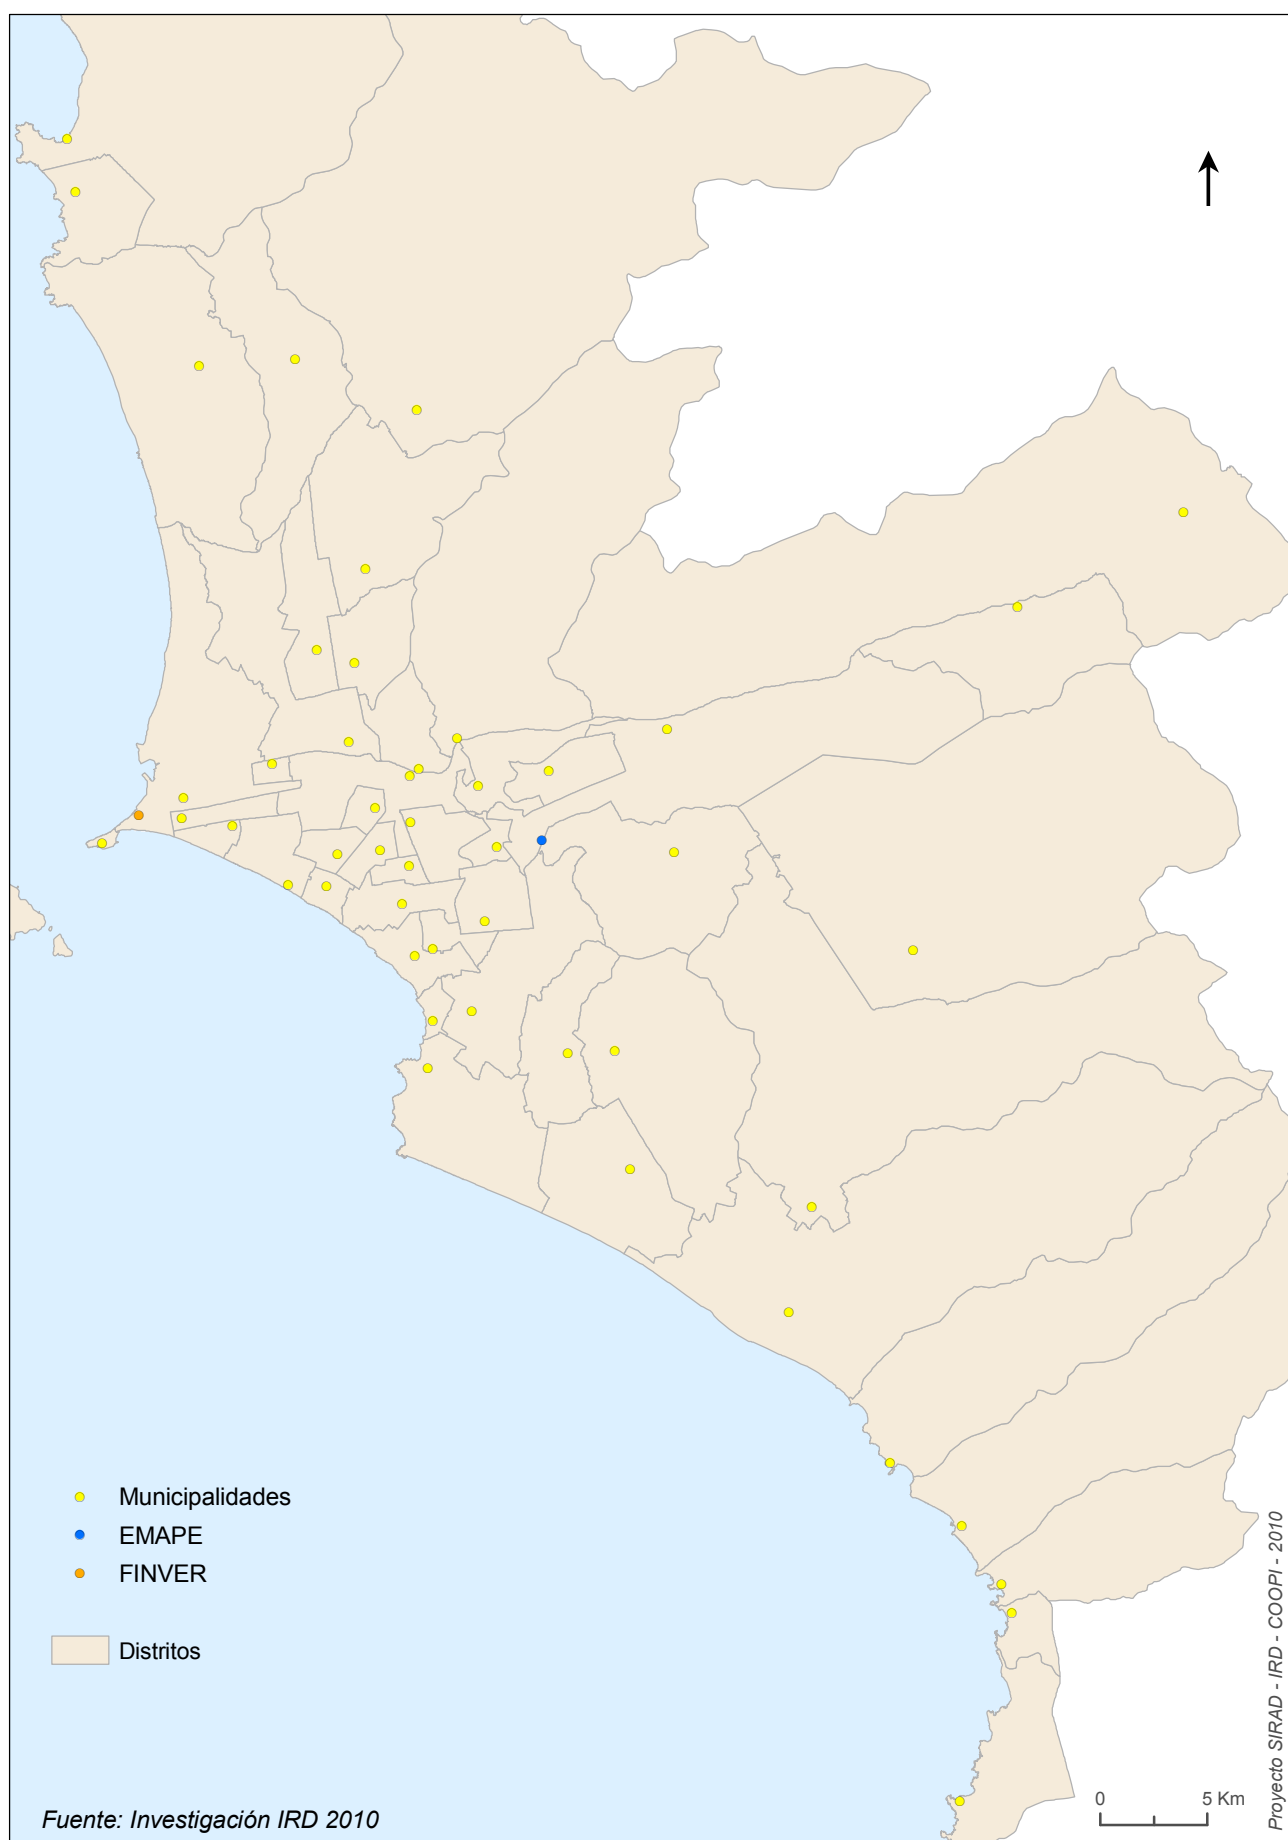 Municipalidades
EMAPE
FINVER
Distritos
Fuente: Investigación IRD 2010
0 5 Km
Proyecto SIRAD - IRD - COOPI - 2010